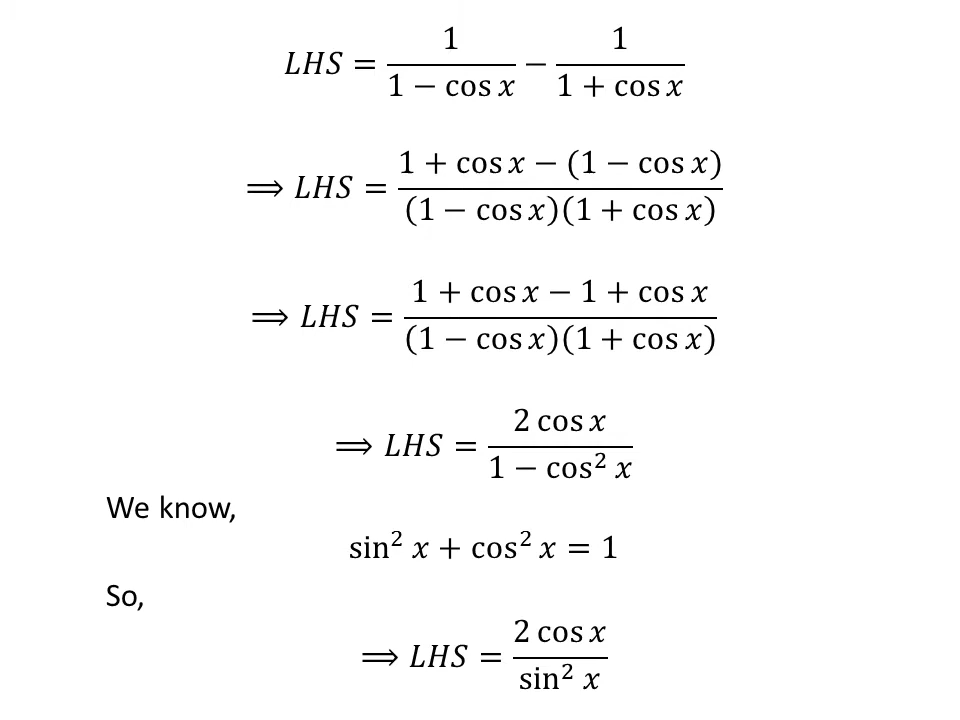 LHS = 1/(1 − cos x) − 1/(1 + cos x)
⟹ LHS = (1 + cos x − (1 − cos x))/((1 − cos x)(1 + cos x))
⟹ LHS = (1 + cos x − 1 + cos x)/((1 − cos x)(1 + cos x))
⟹ LHS = (2 cos x)/(1 − cos² x)
We know,
sin² x + cos² x = 1
So,
⟹ LHS = (2 cos x)/(sin² x)